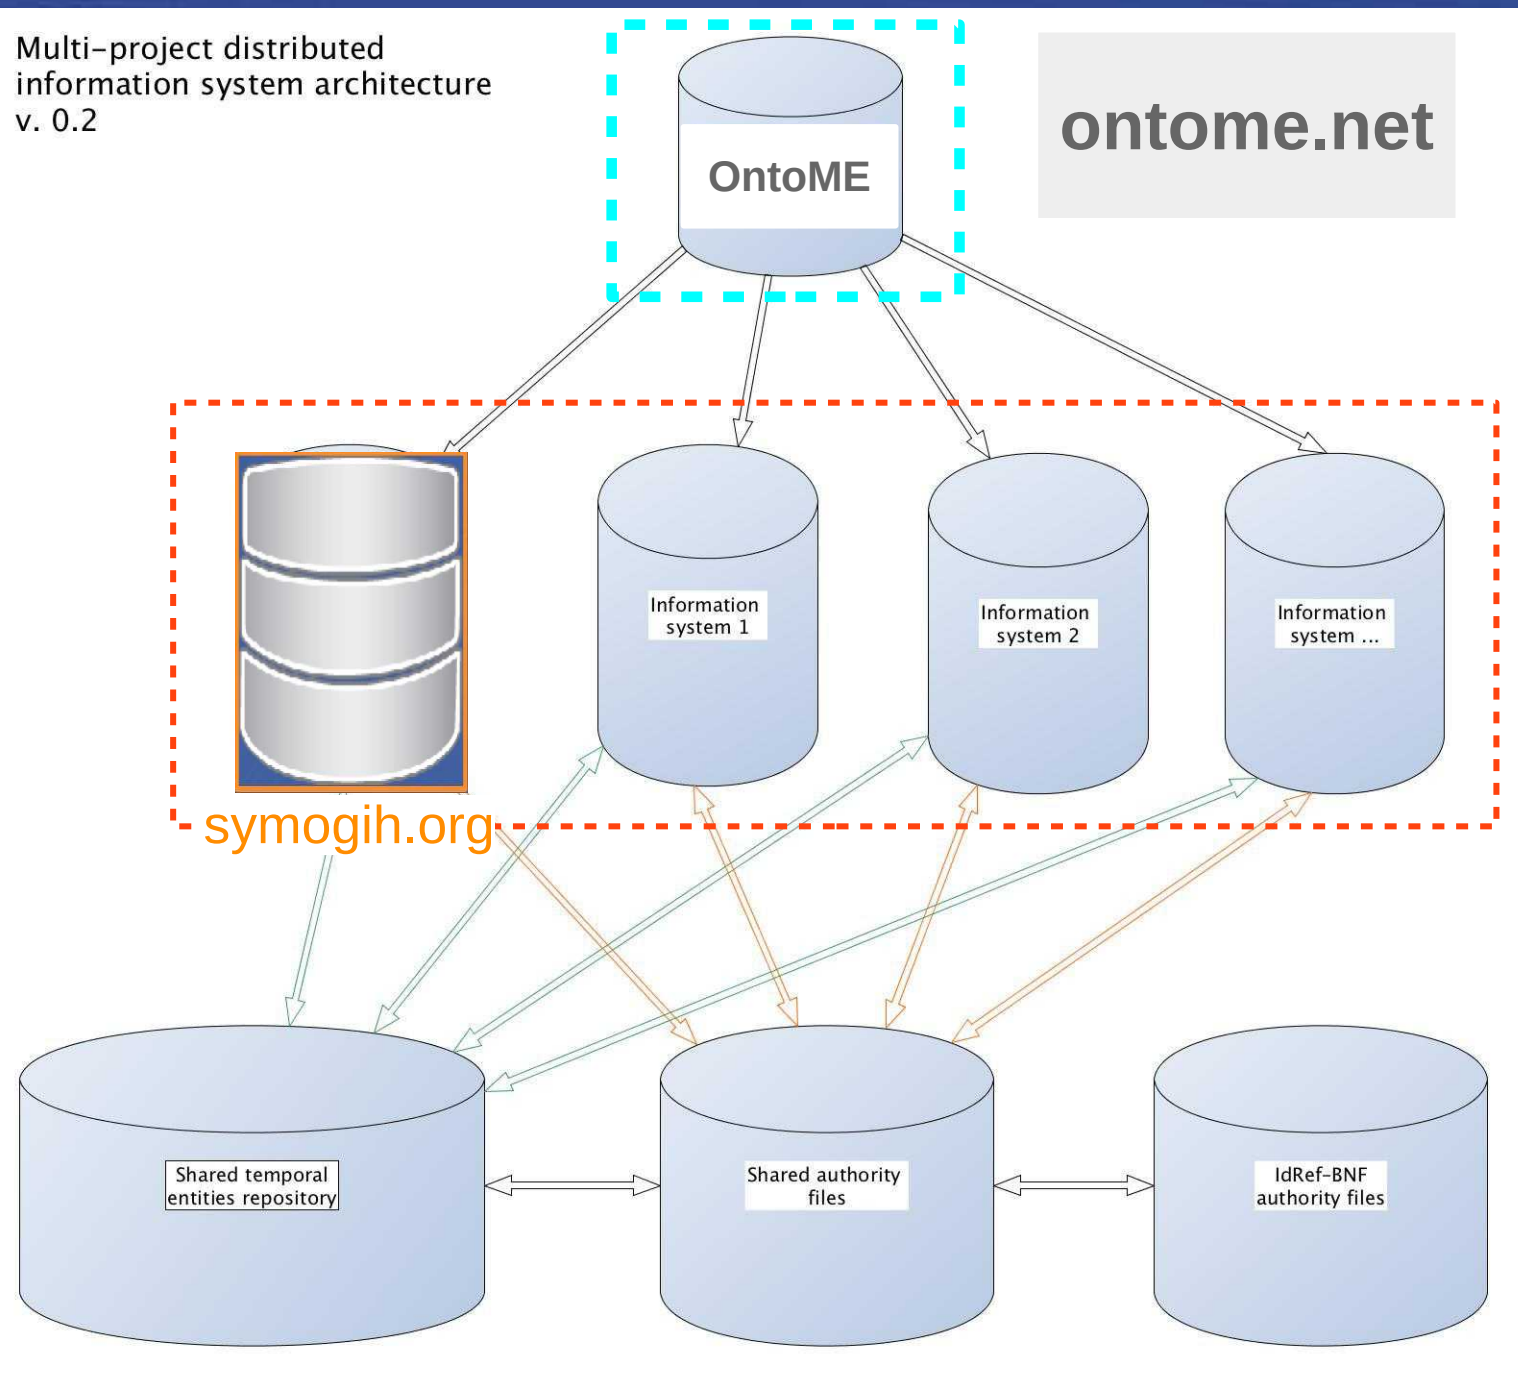 Multi-project distributed
information system architecture
v. 0.2
ontome.net
OntoME
Information
system 1
Information
system 2
Information
system ...
symogih.org
Shared temporal
entities repository
Shared authority
files
IdRef-BNF
authority files